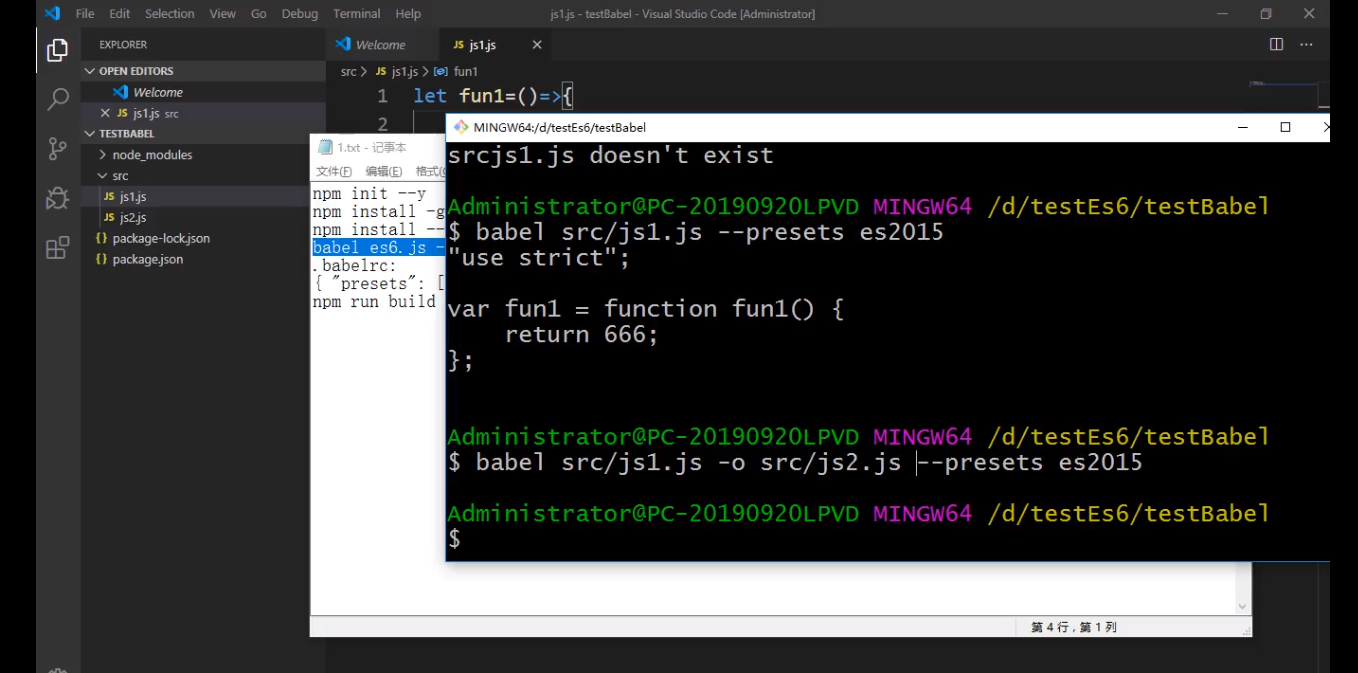 File Edit Selection View Go Debug Terminal Help js1.js - testBabel - Visual Studio Code [Administrator]
EXPLORER
OPEN EDITORS
Welcome
JS js1.js src
TESTBABEL
node_modules
src
JS js1.js
JS js2.js
{} package-lock.json
{} package.json
Welcome JS js1.js
src > JS js1.js > fun1
1 let fun1=()=>{
2
1.txt - 记事本
文件(F) 编辑(E) 格式(
npm init --y
npm install -g
npm install --
babel es6.js -
.babelrc:
{ "presets": [
npm run build
第 4 行，第 1 列
MINGW64:/d/testEs6/testBabel
srcjs1.js doesn't exist
Administrator@PC-20190920LPVD MINGW64 /d/testEs6/testBabel
$ babel src/js1.js --presets es2015
"use strict";
var fun1 = function fun1() {
return 666;
};
Administrator@PC-20190920LPVD MINGW64 /d/testEs6/testBabel
$ babel src/js1.js -o src/js2.js --presets es2015
Administrator@PC-20190920LPVD MINGW64 /d/testEs6/testBabel
$